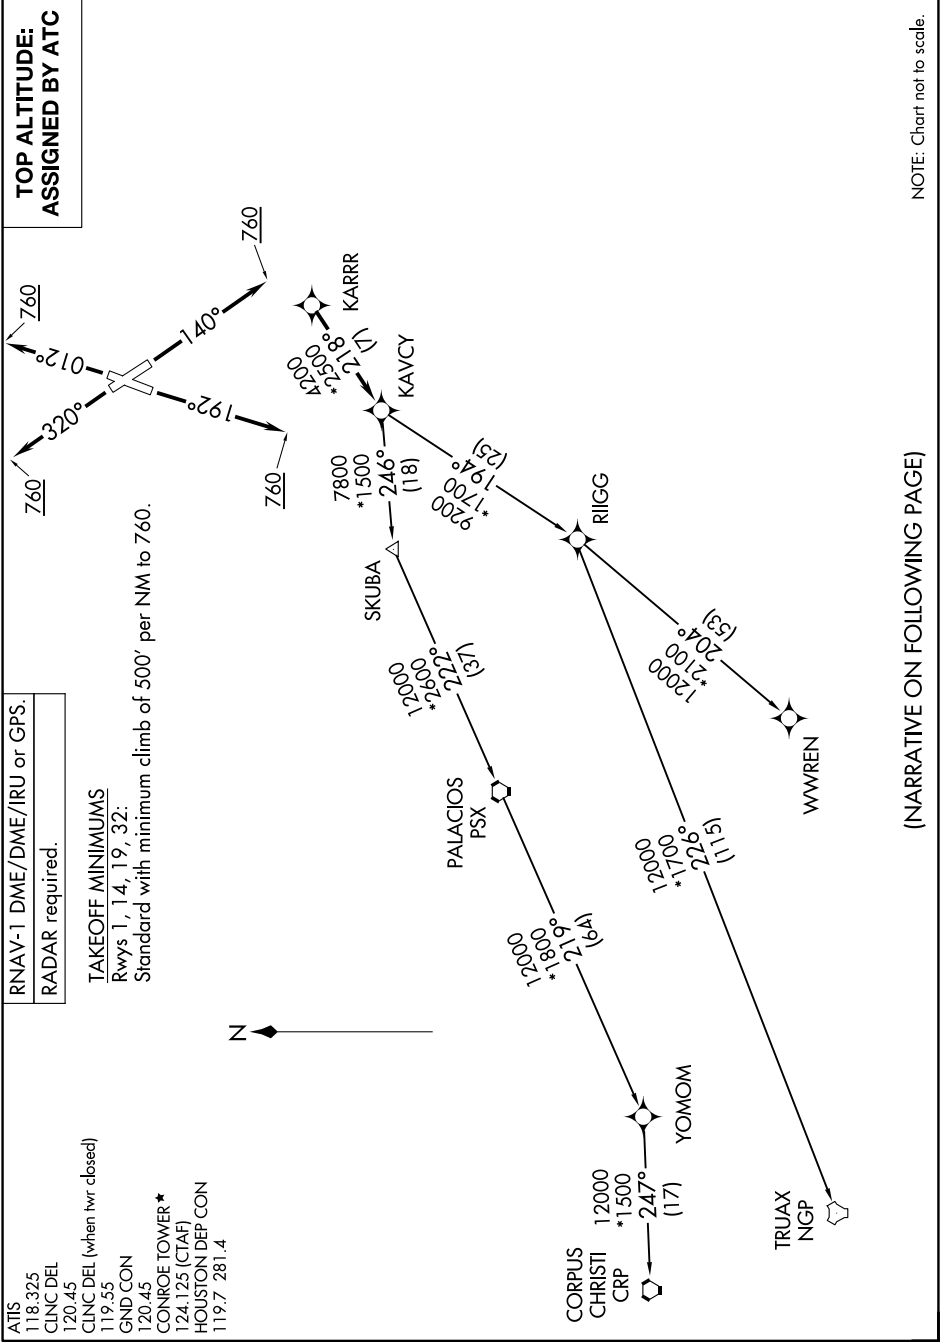 ATIS
118.325
CLNC DEL
120.45
CLNC DEL (when twr closed)
119.55
GND CON
120.45
CONROE TOWER ★
124.125 (CTAF)
HOUSTON DEP CON
119.7 281.4
RNAV-1 DME/DME/IRU or GPS.
RADAR required.
TAKEOFF MINIMUMS
Rwys 1, 14, 19, 32:
Standard with minimum climb of 500' per NM to 760.
TOP ALTITUDE:
ASSIGNED BY ATC
760
320°
760
012°
760
140°
760
192°
N
KARRR
4200
*2500
218°
(7)
KAVCY
7800
*1500
246°
(18)
SKUBA
9200
*1700
194°
(25)
RIIGG
12000
*2600
222°
(37)
PALACIOS
PSX
12000
*2100
204°
(53)
WWREN
12000
*1800
219°
(64)
YOMOM
12000
*1700
226°
(115)
TRUAX
NGP
12000
*1500
247°
(17)
CORPUS
CHRISTI
CRP
(NARRATIVE ON FOLLOWING PAGE)
NOTE: Chart not to scale.